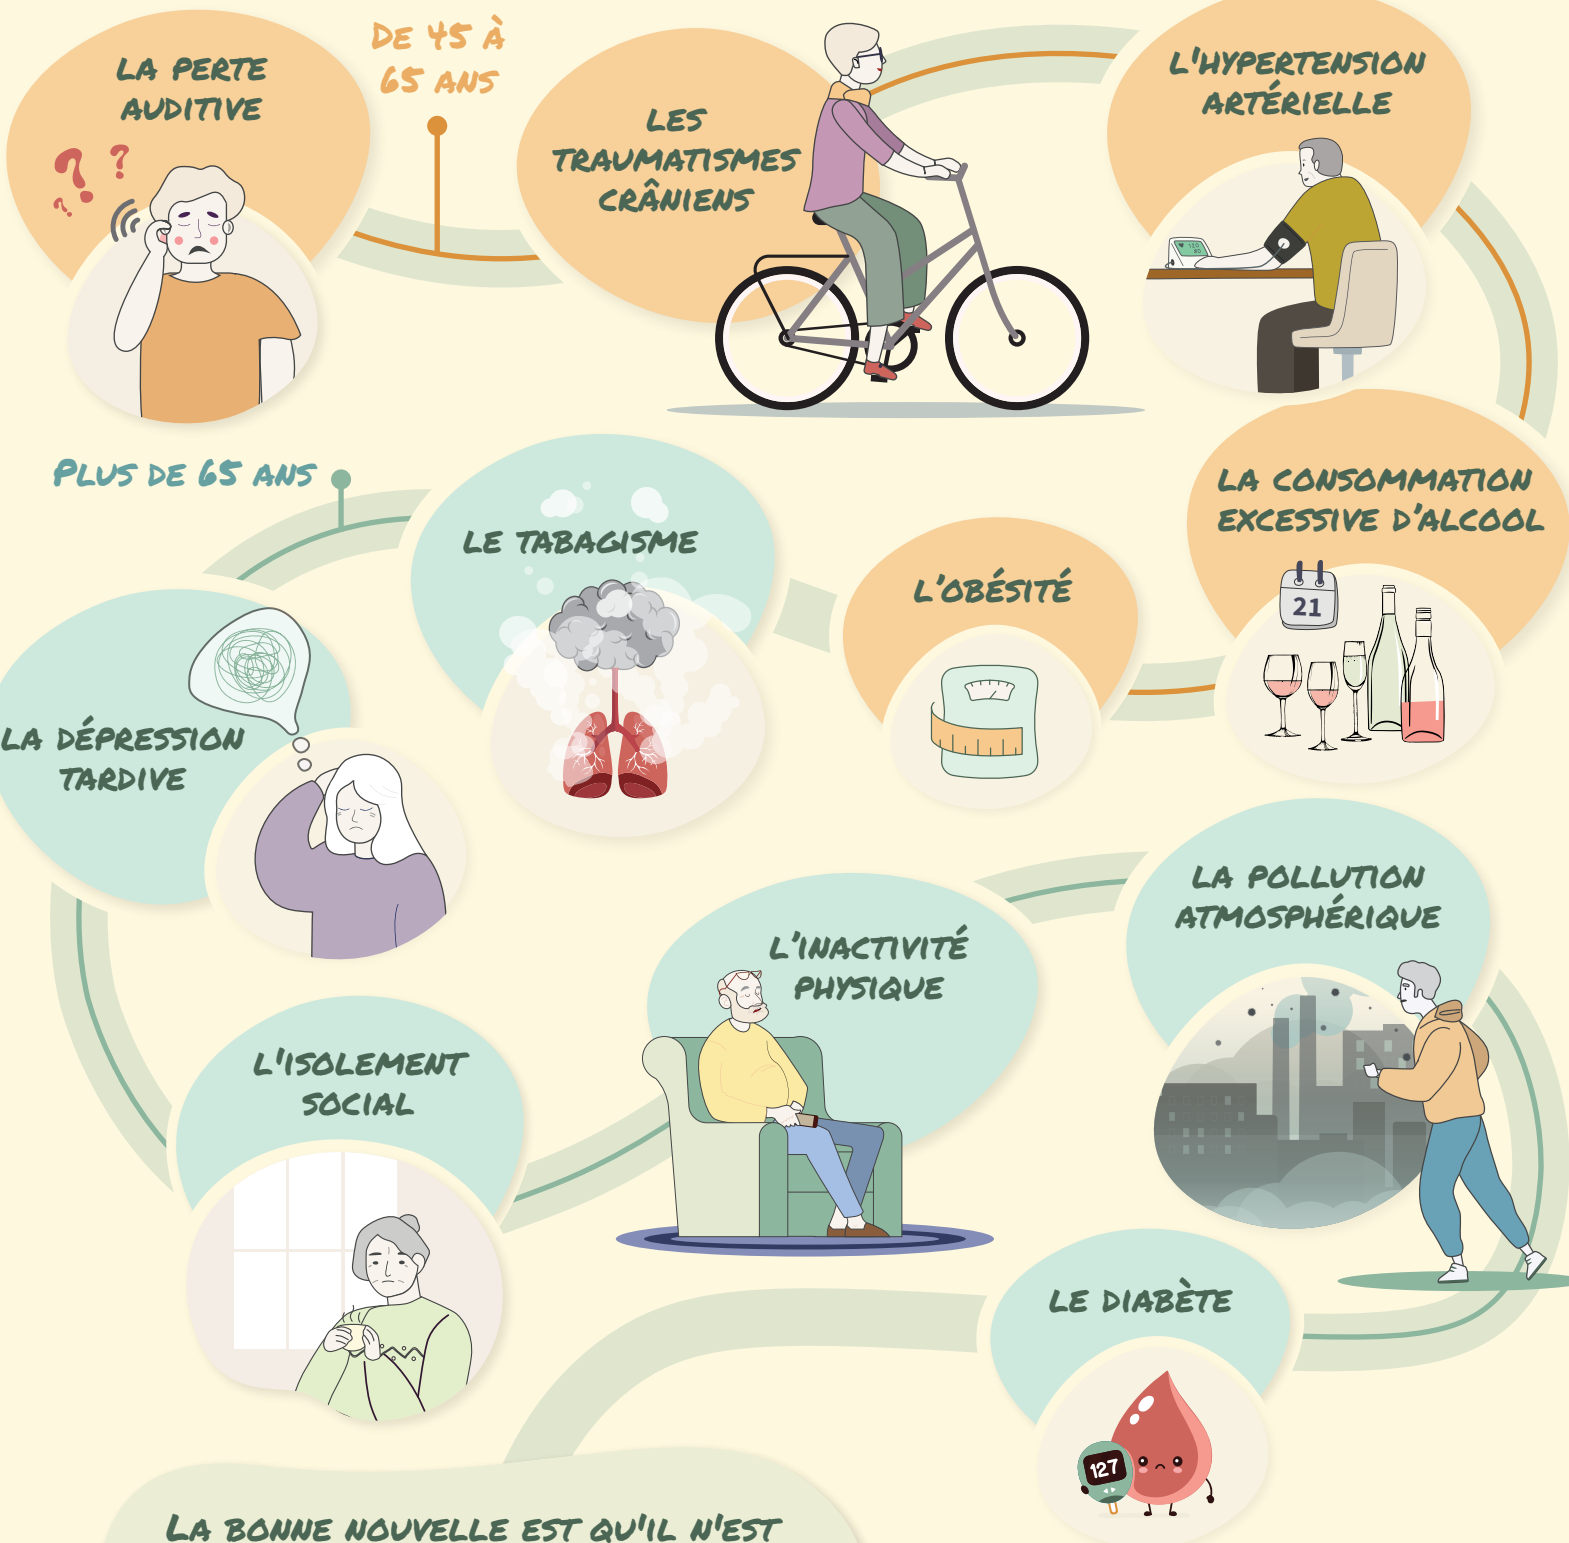 LA PERTE
AUDITIVE
? ? ?
DE 45 À
65 ANS
LES
TRAUMATISMES
CRÂNIENS
L'HYPERTENSION
ARTÉRIELLE
LA CONSOMMATION
EXCESSIVE D'ALCOOL
21
L'OBÉSITÉ
PLUS DE 65 ANS
LE TABAGISME
LA DÉPRESSION
TARDIVE
L'ISOLEMENT
SOCIAL
L'INACTIVITÉ
PHYSIQUE
LA POLLUTION
ATMOSPHÉRIQUE
LE DIABÈTE
127
LA BONNE NOUVELLE EST QU'IL N'EST